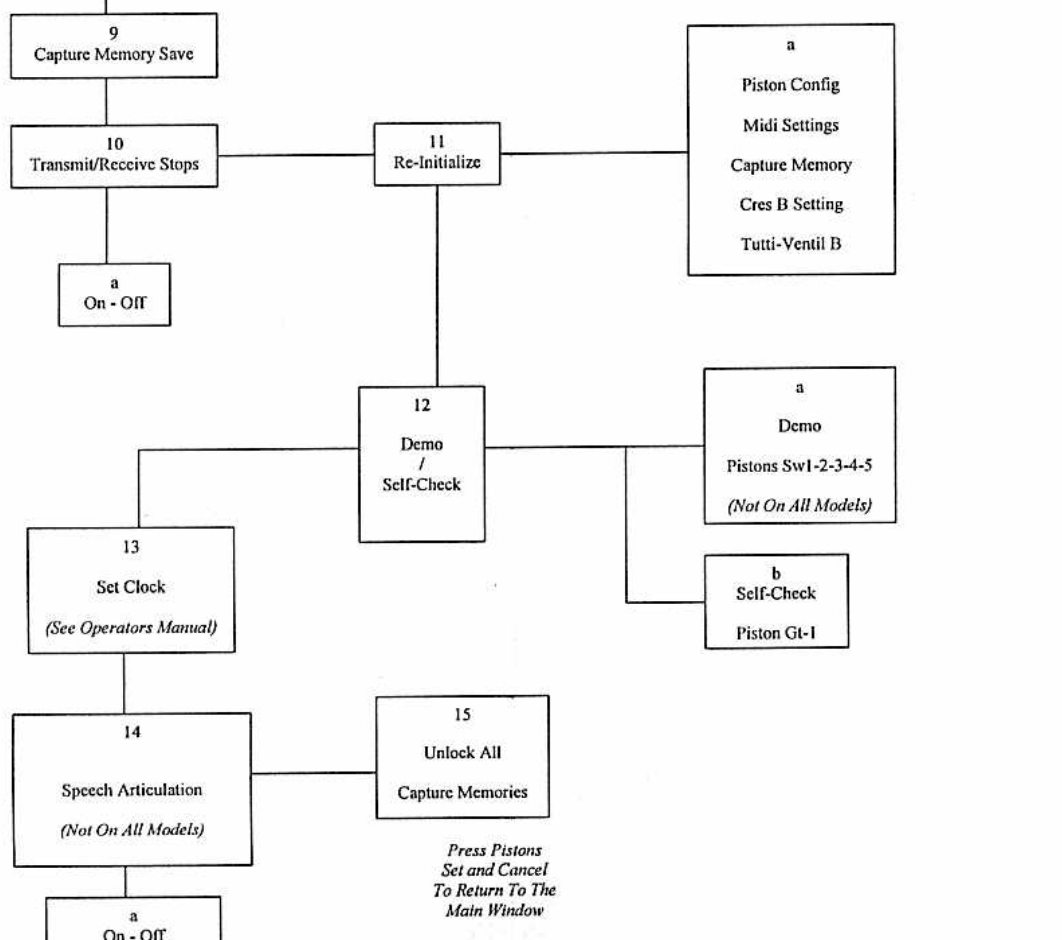 9
Capture Memory Save
10
Transmit/Receive Stops
a
On - Off
11
Re-Initialize
a
Piston Config
Midi Settings
Capture Memory
Cres B Setting
Tutti-Ventil B
12
Demo
/
Self-Check
a
Demo
Pistons Sw1-2-3-4-5
(Not On All Models)
b
Self-Check
Piston Gt-1
13
Set Clock
(See Operators Manual)
14
Speech Articulation
(Not On All Models)
a
On - Off
15
Unlock All
Capture Memories
Press Pistons
Set and Cancel
To Return To The
Main Window